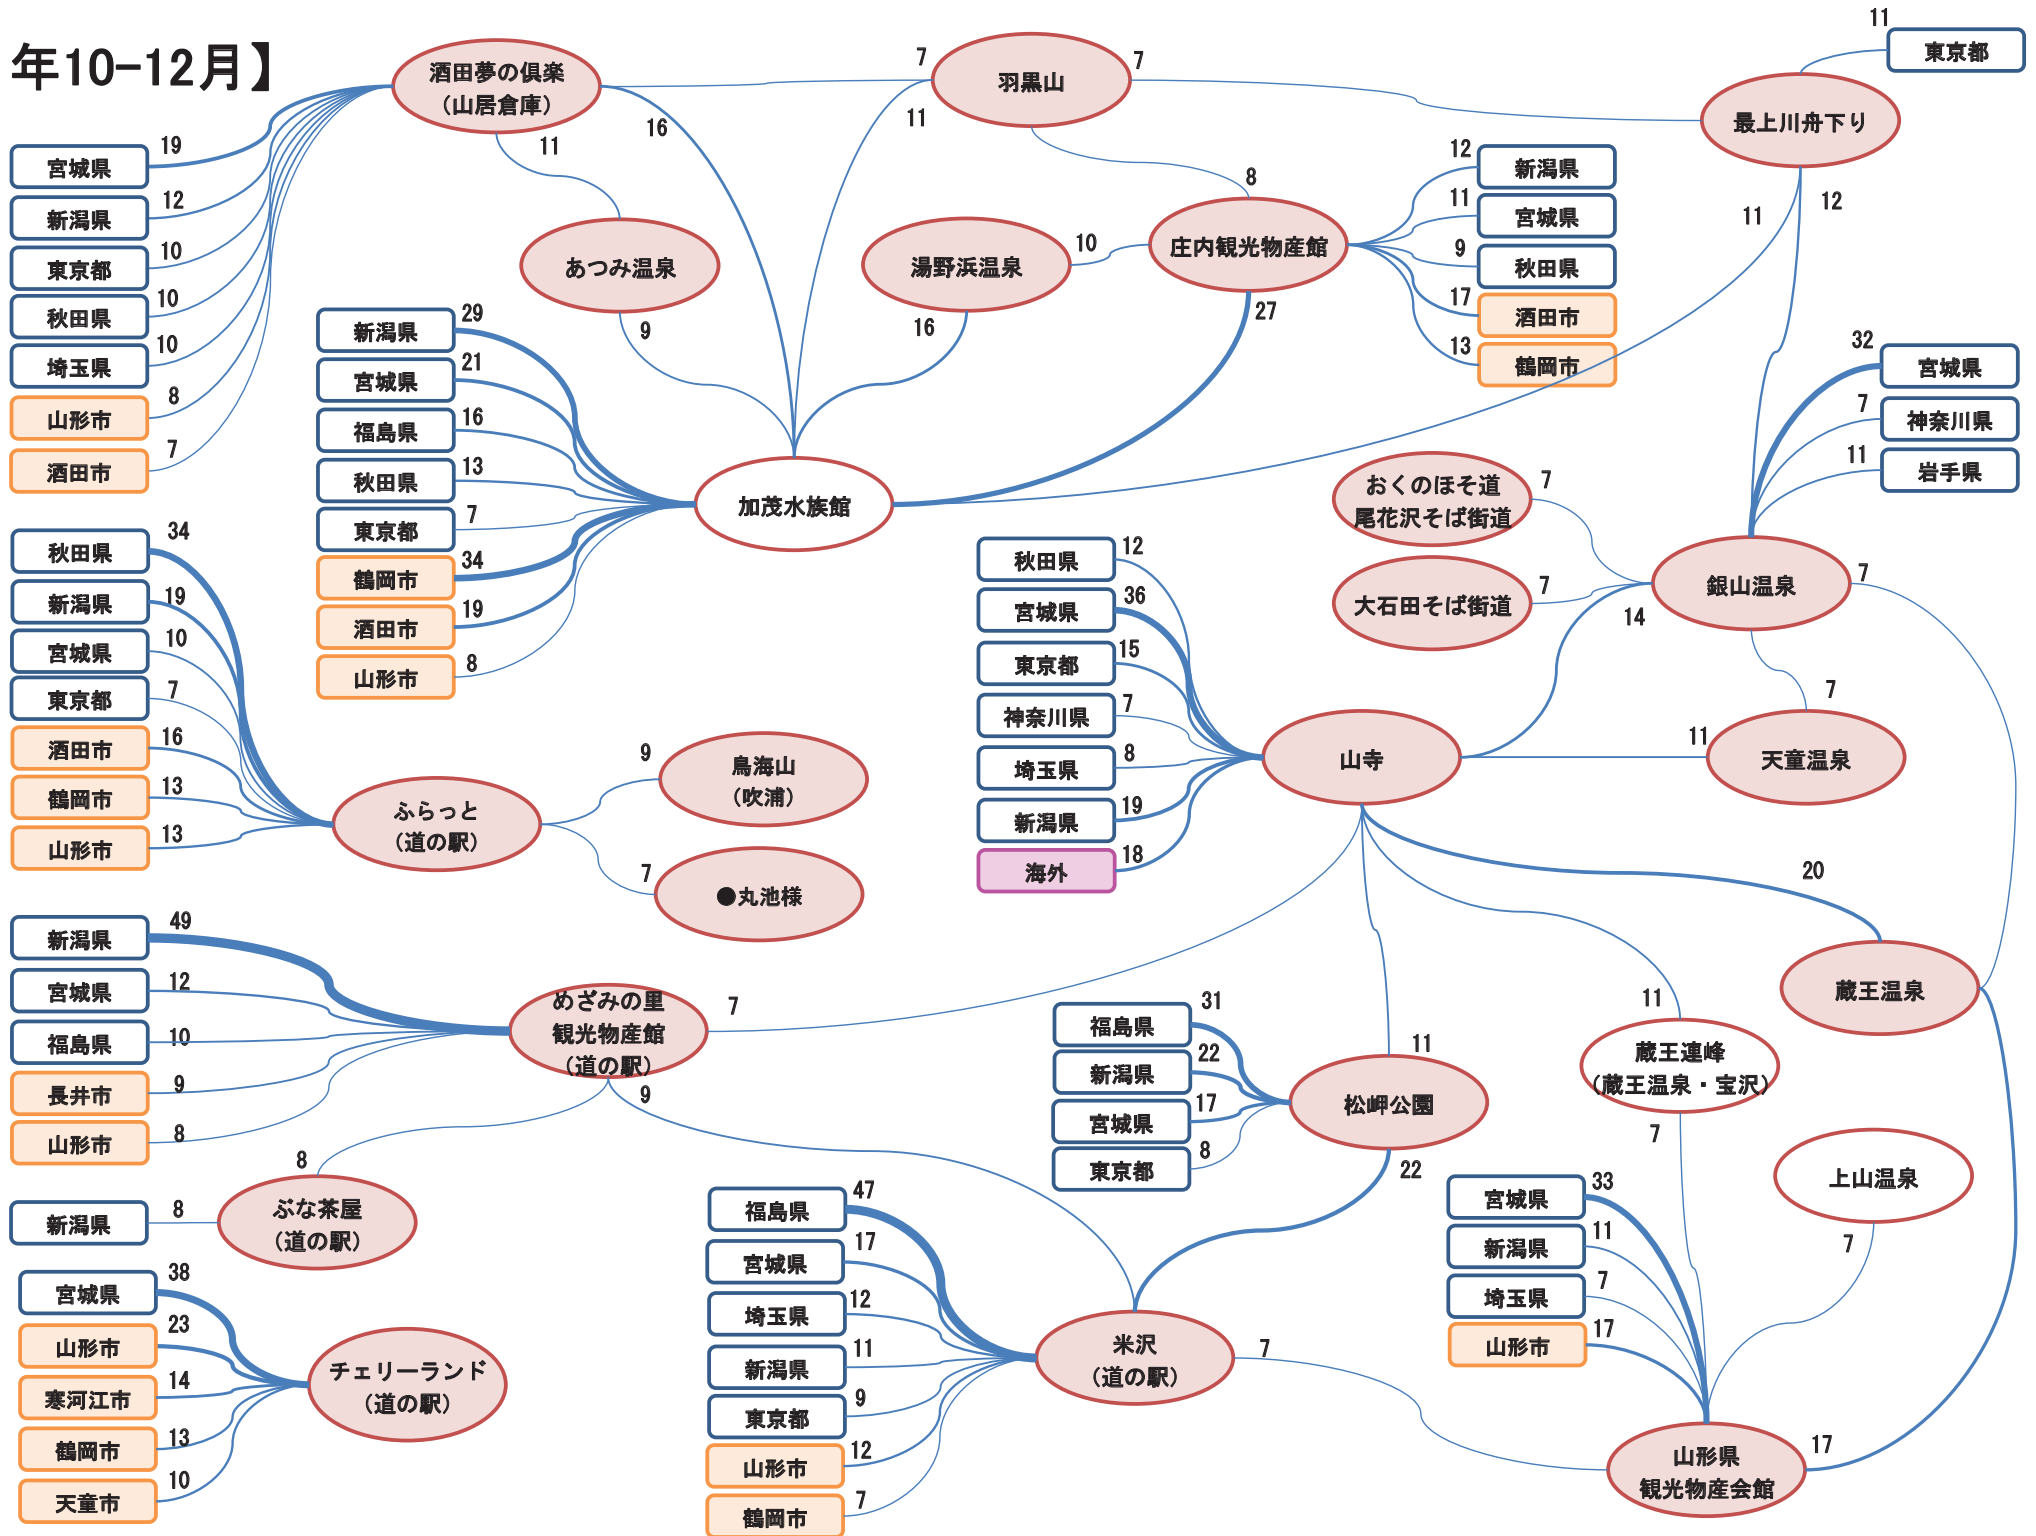 年10-12月】
酒田夢の倶楽
（山居倉庫）
宮城県
19
新潟県
12
東京都
10
秋田県
10
埼玉県
10
山形市
8
酒田市
7
11
16
7
羽黒山
7
11
8
11
東京都
最上川舟下り
11
12
あつみ温泉
9
湯野浜温泉
10
16
庄内観光物産館
27
12
新潟県
11
宮城県
9
秋田県
17
酒田市
13
鶴岡市
新潟県
29
宮城県
21
福島県
16
秋田県
13
東京都
7
鶴岡市
34
酒田市
19
山形市
8
加茂水族館
32
宮城県
7
神奈川県
11
岩手県
おくのほそ道
尾花沢そば街道
7
大石田そば街道
7
銀山温泉
7
14
7
天童温泉
11
秋田県
12
宮城県
36
東京都
15
神奈川県
7
埼玉県
8
新潟県
19
海外
18
山寺
20
秋田県
34
新潟県
19
宮城県
10
東京都
7
酒田市
16
鶴岡市
13
山形市
13
ふらっと
（道の駅）
9
鳥海山
（吹浦）
7
●丸池様
新潟県
49
宮城県
12
福島県
10
長井市
9
山形市
8
めざみの里
観光物産館
（道の駅）
7
9
8
ぶな茶屋
（道の駅）
新潟県
8
宮城県
38
山形市
23
寒河江市
14
鶴岡市
13
天童市
10
チェリーランド
（道の駅）
福島県
31
新潟県
22
宮城県
17
東京都
8
松岬公園
11
22
11
蔵王連峰
（蔵王温泉・宝沢）
7
蔵王温泉
上山温泉
7
福島県
47
宮城県
17
埼玉県
12
新潟県
11
東京都
9
山形市
12
鶴岡市
7
米沢
（道の駅）
7
宮城県
33
新潟県
11
埼玉県
7
山形市
17
山形県
観光物産会館
17